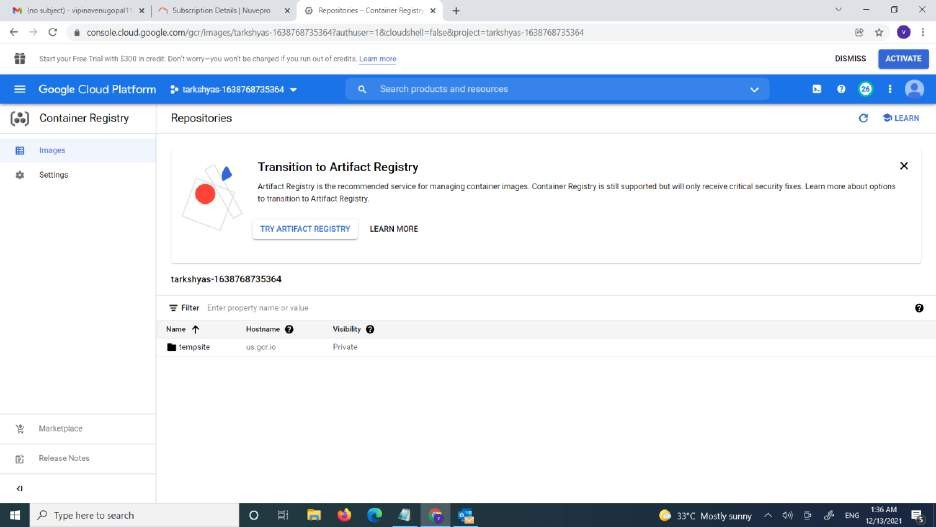 (no subject) - vipinavenugopal11
Subscription Details | Nuvepro
Repositories – Container Registry
console.cloud.google.com/gcr/images/tarkshyas-1638768735364?authuser=1&cloudshell=false&project=tarkshyas-1638768735364
V
Start your Free Trial with $300 in credit. Don't worry—you won't be charged if you run out of credits. Learn more
DISMISS
ACTIVATE
Google Cloud Platform
tarkshyas-1638768735364
Search products and resources
26
Container Registry
Repositories
LEARN
Images
Settings
Transition to Artifact Registry
Artifact Registry is the recommended service for managing container images. Container Registry is still supported but will only receive critical security fixes. Learn more about options
to transition to Artifact Registry.
TRY ARTIFACT REGISTRY
LEARN MORE
tarkshyas-1638768735364
Filter Enter property name or value
Name Hostname Visibility
tempsite us.gcr.io Private
Marketplace
Release Notes
Type here to search
33°C Mostly sunny
ENG
1:36 AM
12/13/2021
5